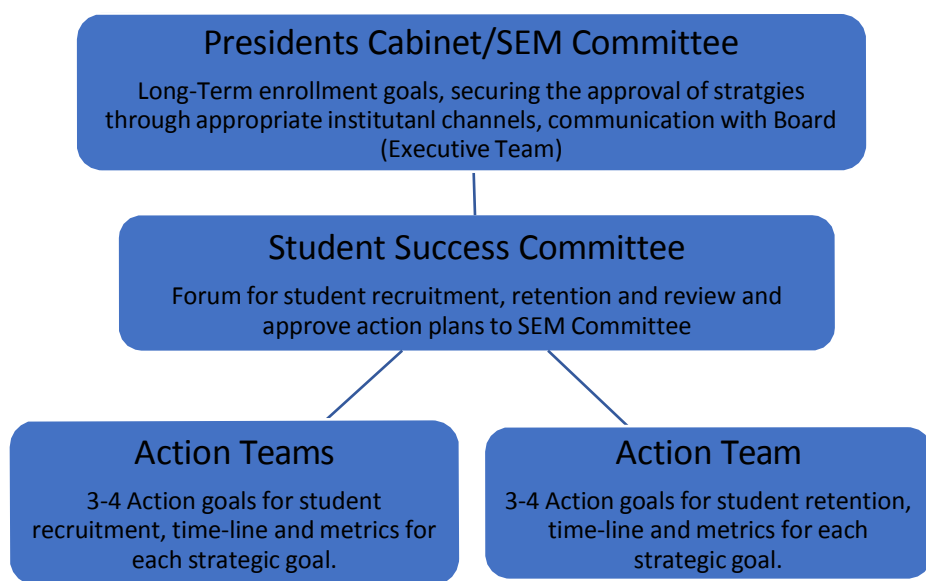 Presidents Cabinet/SEM Committee
Long-Term enrollment goals, securing the approval of stratgies
through appropriate institutanl channels, communication with Board
(Executive Team)
Student Success Committee
Forum for student recruitment, retention and review and
approve action plans to SEM Committee
Action Teams
3-4 Action goals for student
recruitment, time-line and metrics for
each strategic goal.
Action Team
3-4 Action goals for student retention,
time-line and metrics for each
strategic goal.